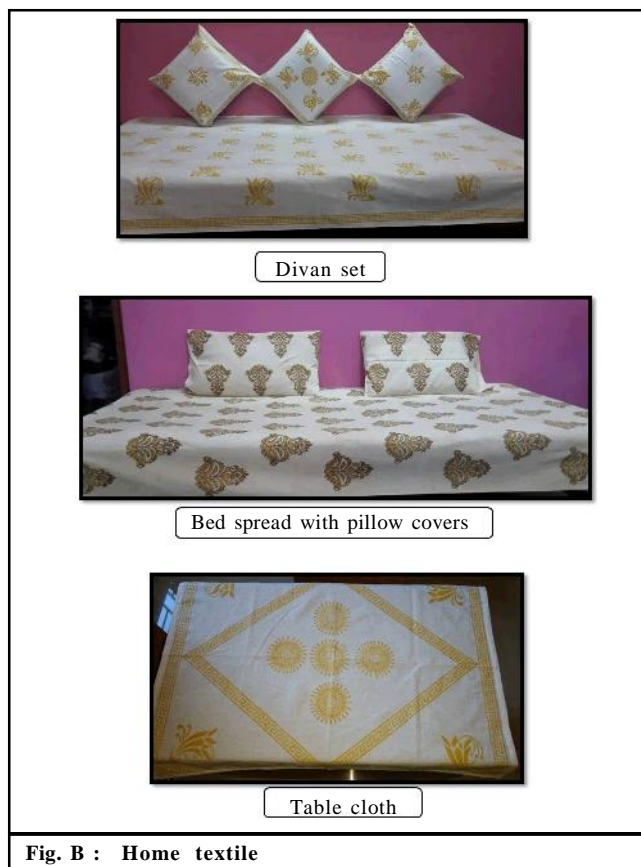 Divan set
Bed spread with pillow covers
Table cloth
Fig. B : Home textile